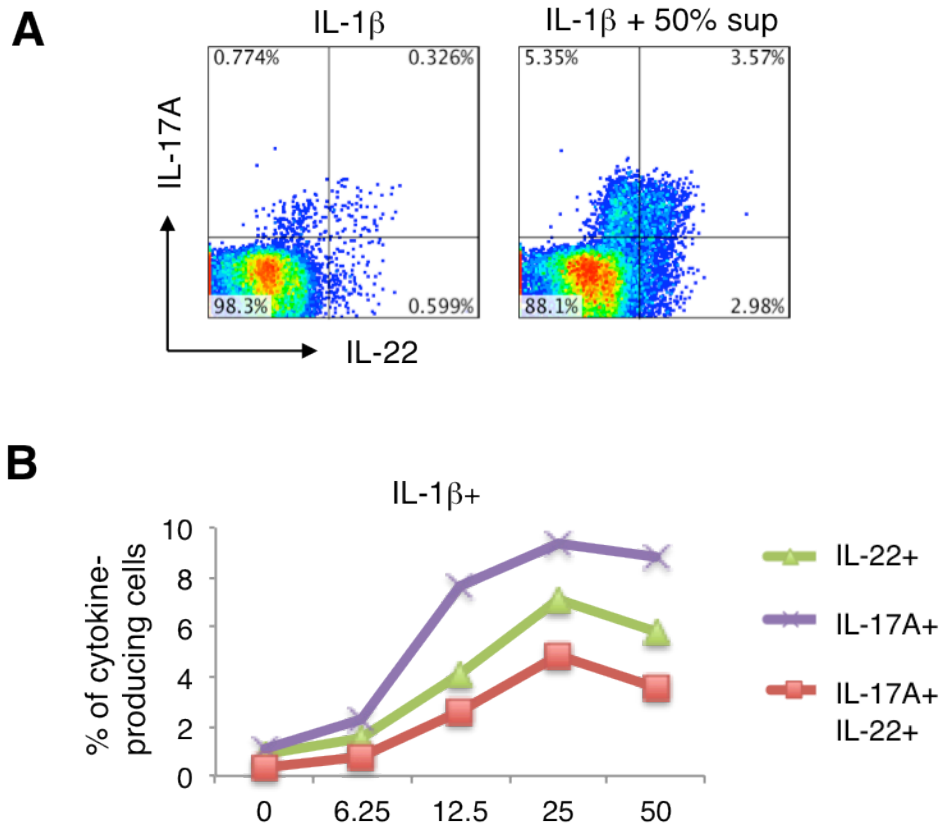 A
IL-1β
IL-1β + 50% sup
0.774%
0.326%
5.35%
3.57%
IL-17A
98.3%
0.599%
88.1%
2.98%
IL-22
B
IL-1β+
% of cytokine-
producing cells
10
8
6
4
2
0
0
6.25
12.5
25
50
IL-22+
IL-17A+
IL-17A+
IL-22+